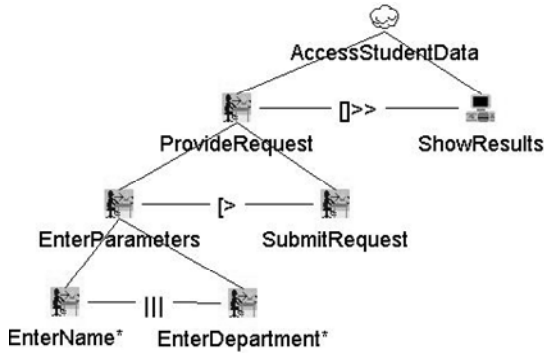 AccessStudentData
[]>>
ProvideRequest
ShowResults
[>
EnterParameters
SubmitRequest
|||
EnterName*
EnterDepartment*